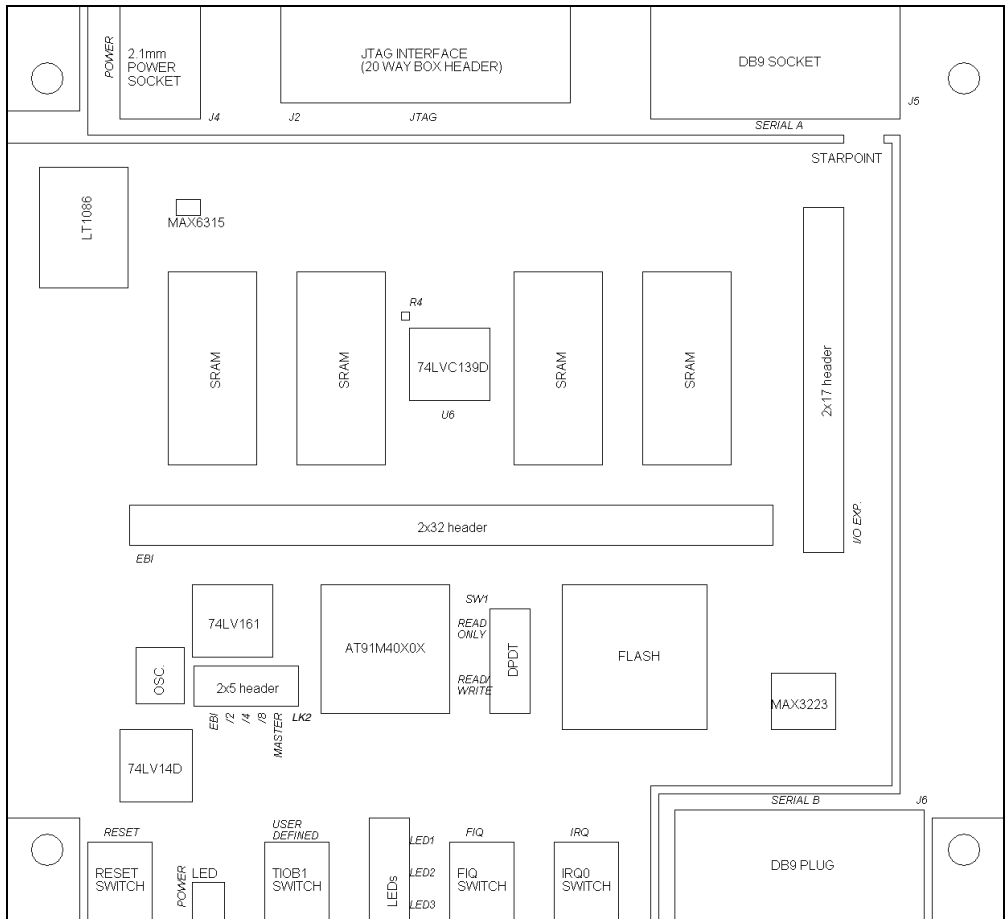 POWER
2.1mm
POWER
SOCKET
J4
JTAG INTERFACE
(20 WAY BOX HEADER)
J2
JTAG
DB9 SOCKET
J5
SERIAL A
STARPOINT
LT1086
MAX6315
SRAM
SRAM
R4
74LVC139D
U6
SRAM
SRAM
2x17 header
I/O EXP.
2x32 header
EBI
74LV161
OSC.
2x5 header
EBI
/2
/4
/8
MASTER
LK2
AT91M40X0X
SW1
READ
ONLY
READ/
WRITE
DPDT
FLASH
MAX3223
74LV14D
SERIAL B
J6
RESET
RESET
SWITCH
POWER
LED
USER
DEFINED
TIOB1
SWITCH
LEDs
LED1
LED2
LED3
FIQ
FIQ
SWITCH
IRQ
IRQ0
SWITCH
DB9 PLUG